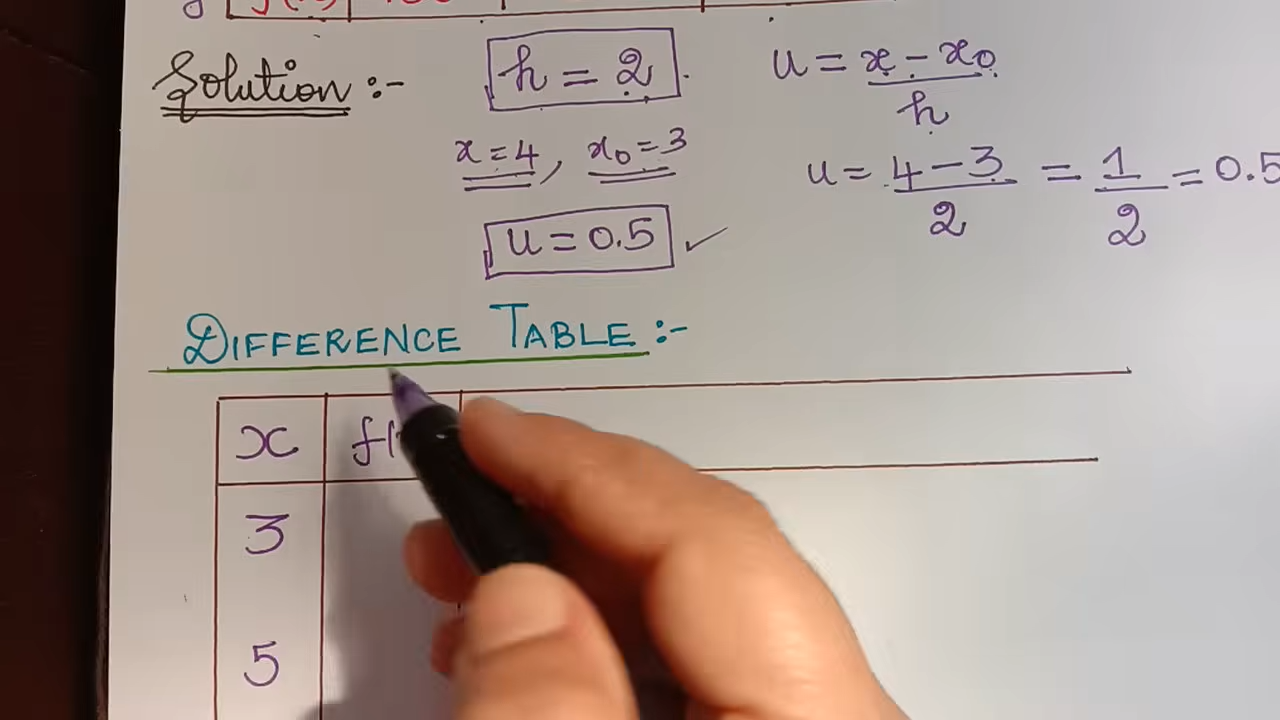 Solution :- h = 2 . u = x - x₀ / h
x = 4 , x₀ = 3 u = 4 - 3 / 2 = 1 / 2 = 0.5
u = 0.5 ✓
DIFFERENCE TABLE :-
x
3
5